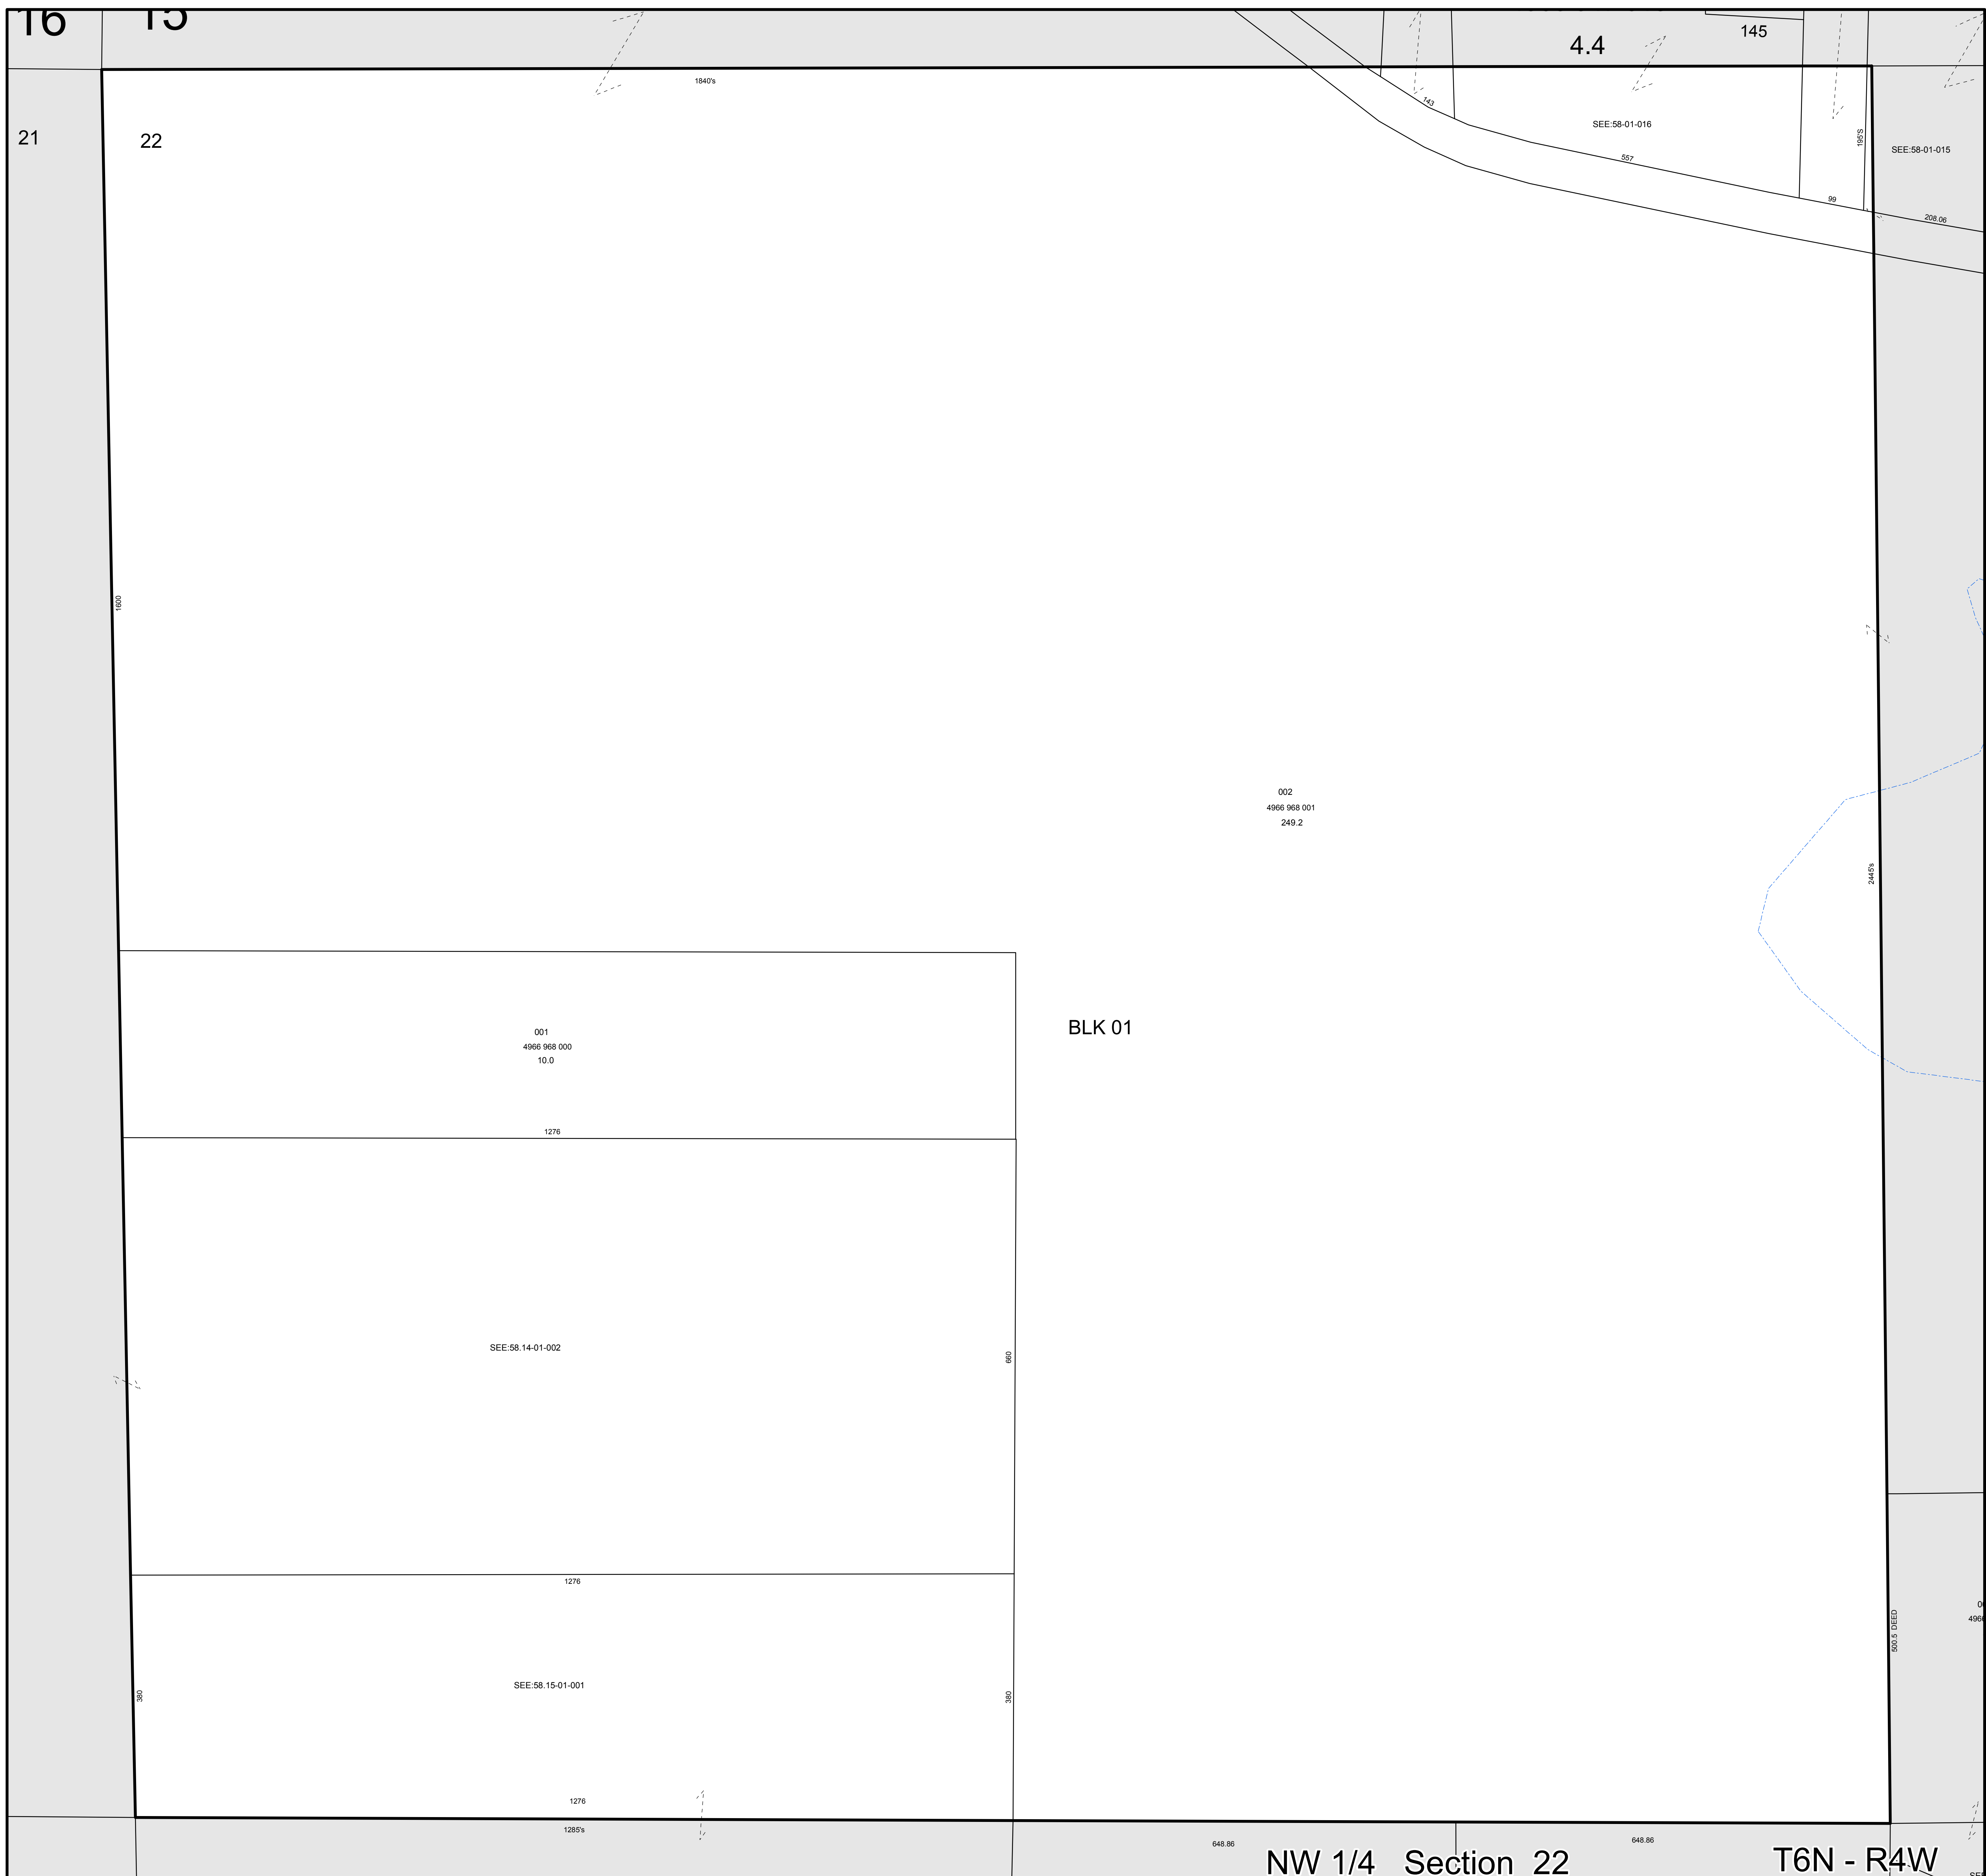 16
15
4.4
145
1840's
143
21
22
SEE:58-01-016
195'S
SEE:58-01-015
557
99
208.06
1600
002
4966 968 001
249.2
2445's
BLK 01
001
4966 968 000
10.0
1276
SEE:58.14-01-002
660
1276
500.5 DEED
SEE:58.15-01-001
380
380
1276
1285's
648.86
648.86
NW 1/4 Section 22
T6N - R4W